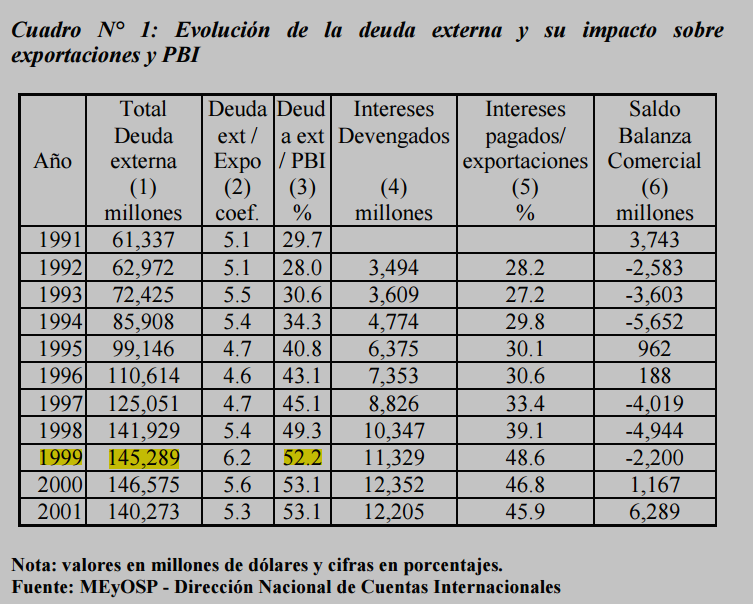 Cuadro N° 1: Evolución de la deuda externa y su impacto sobre
exportaciones y PBI
Año | Total Deuda externa (1) millones | Deuda ext / Expo (2) coef. | Deud a ext / PBI (3) % | Intereses Devengados (4) millones | Intereses pagados/ exportaciones (5) % | Saldo Balanza Comercial (6) millones
1991 | 61,337 | 5.1 | 29.7 | | | 3,743
1992 | 62,972 | 5.1 | 28.0 | 3,494 | 28.2 | -2,583
1993 | 72,425 | 5.5 | 30.6 | 3,609 | 27.2 | -3,603
1994 | 85,908 | 5.4 | 34.3 | 4,774 | 29.8 | -5,652
1995 | 99,146 | 4.7 | 40.8 | 6,375 | 30.1 | 962
1996 | 110,614 | 4.6 | 43.1 | 7,353 | 30.6 | 188
1997 | 125,051 | 4.7 | 45.1 | 8,826 | 33.4 | -4,019
1998 | 141,929 | 5.4 | 49.3 | 10,347 | 39.1 | -4,944
1999 | 145,289 | 6.2 | 52.2 | 11,329 | 48.6 | -2,200
2000 | 146,575 | 5.6 | 53.1 | 12,352 | 46.8 | 1,167
2001 | 140,273 | 5.3 | 53.1 | 12,205 | 45.9 | 6,289
Nota: valores en millones de dólares y cifras en porcentajes.
Fuente: MEyOSP - Dirección Nacional de Cuentas Internacionales